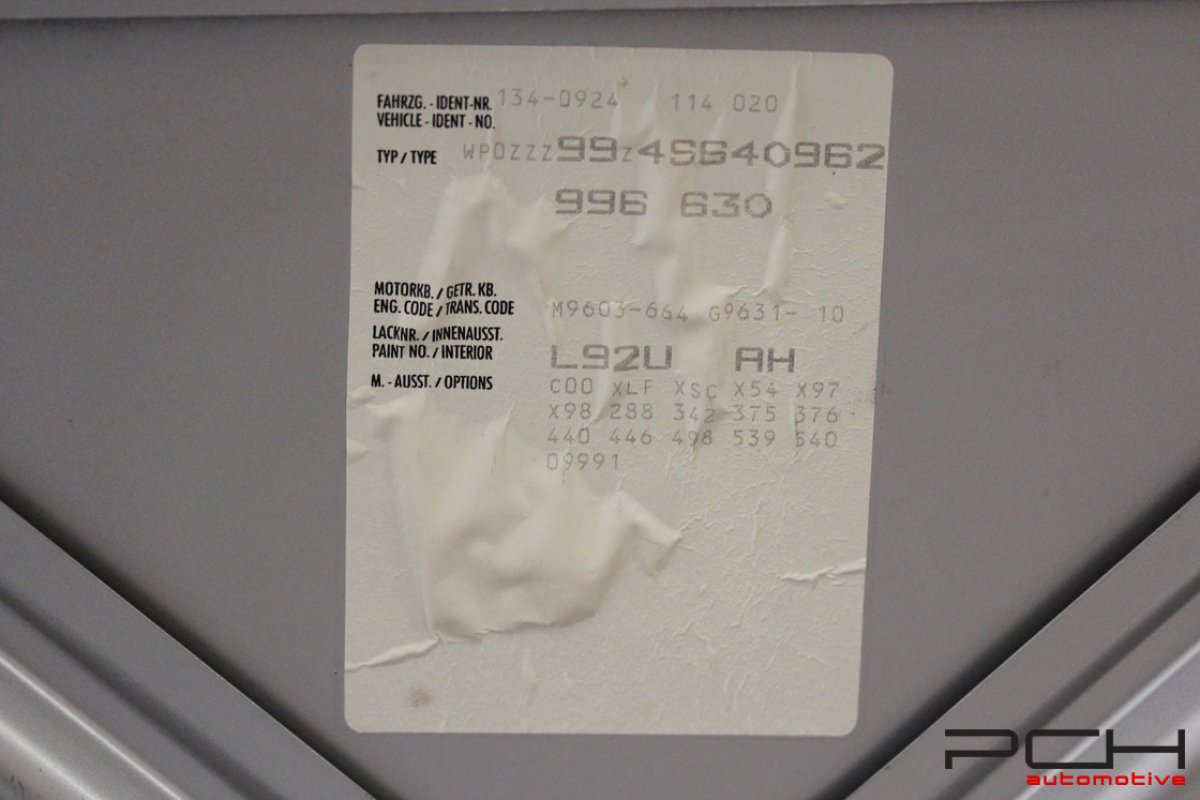 FAHRZG. - IDENT-NR. 134-0924 114 020
VEHICLE - IDENT - NO.
TYP / TYPE WP0ZZZ99Z4S640962
996 630
MOTORKB. / GETR. KB.
ENG. CODE / TRANS. CODE M9603-664 G9631- 10
LACKNR. / INNENAUSST.
PAINT NO. / INTERIOR L92U AH
M. - AUSST. / OPTIONS C00 XLF XSC X54 X97
X98 288 342 375 376
440 446 498 539 540
09991
PCH
automotive